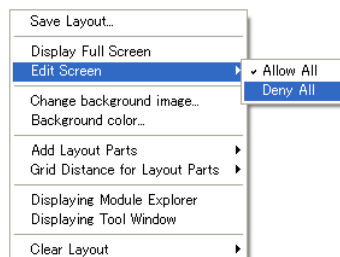 Save Layout...
Display Full Screen
Edit Screen
Allow All
Deny All
Change background image...
Background color...
Add Layout Parts
Grid Distance for Layout Parts
Displaying Module Explorer
Displaying Tool Window
Clear Layout